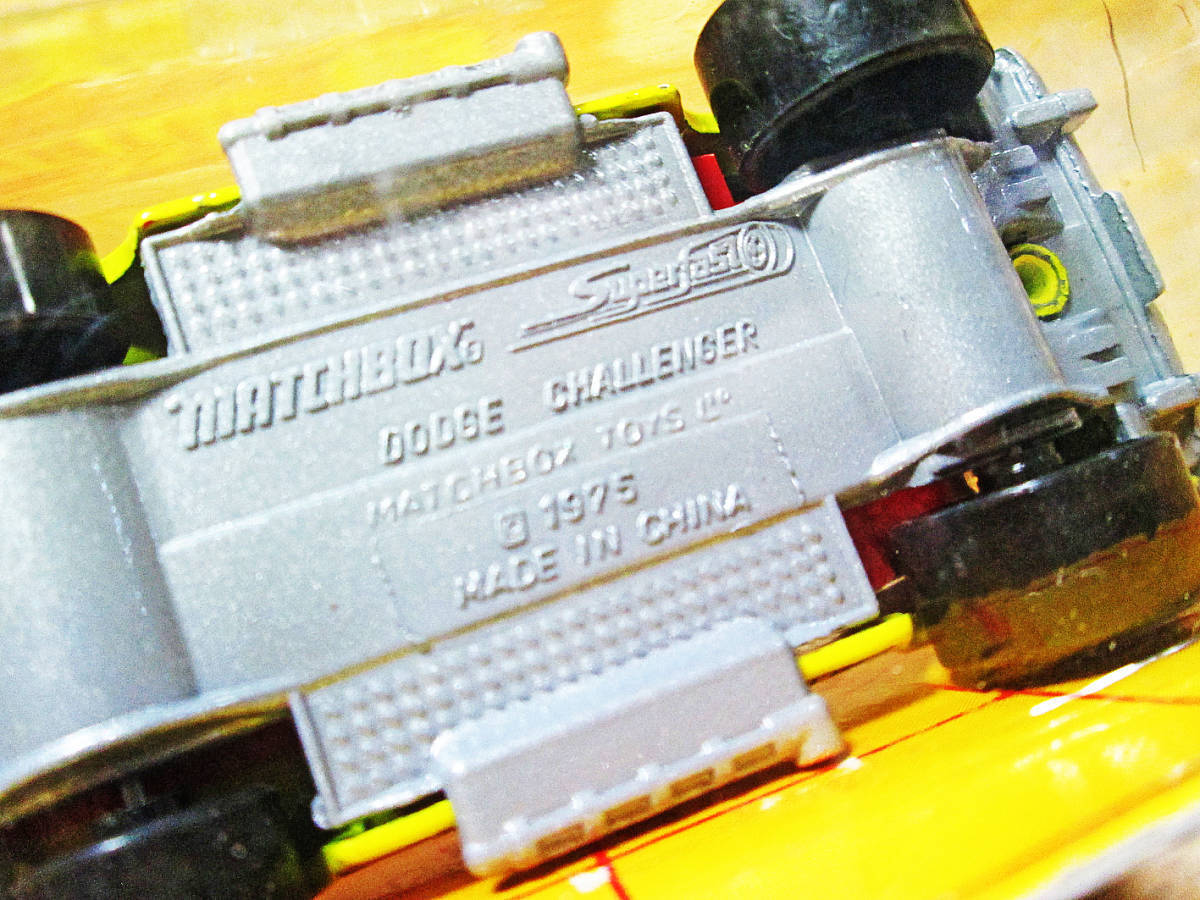 "MATCHBOX"®
Superfast
DODGE CHALLENGER
MATCHBOX TOYS LTD
© 1975
MADE IN CHINA